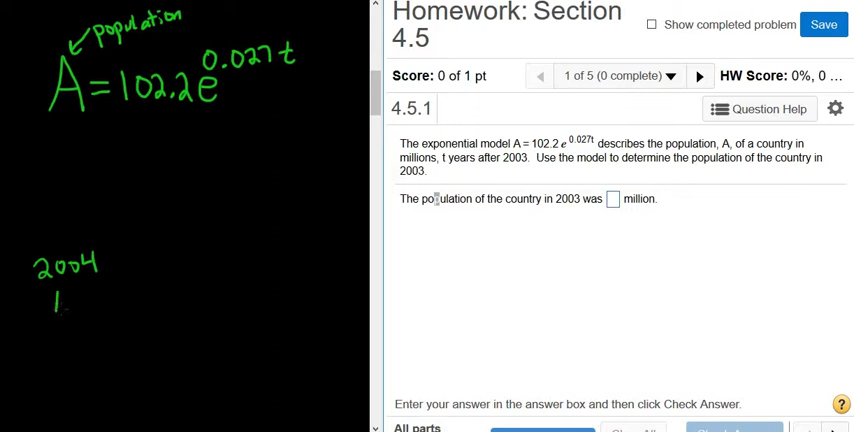 population
A = 102.2 e^0.027t
2004
1
Homework: Section 4.5
Show completed problem
Save
Score: 0 of 1 pt
1 of 5 (0 complete)
HW Score: 0%, 0 ...
4.5.1
Question Help
The exponential model A = 102.2 e^0.027t describes the population, A, of a country in
millions, t years after 2003. Use the model to determine the population of the country in
2003.
The population of the country in 2003 was million.
Enter your answer in the answer box and then click Check Answer.
?
All parts